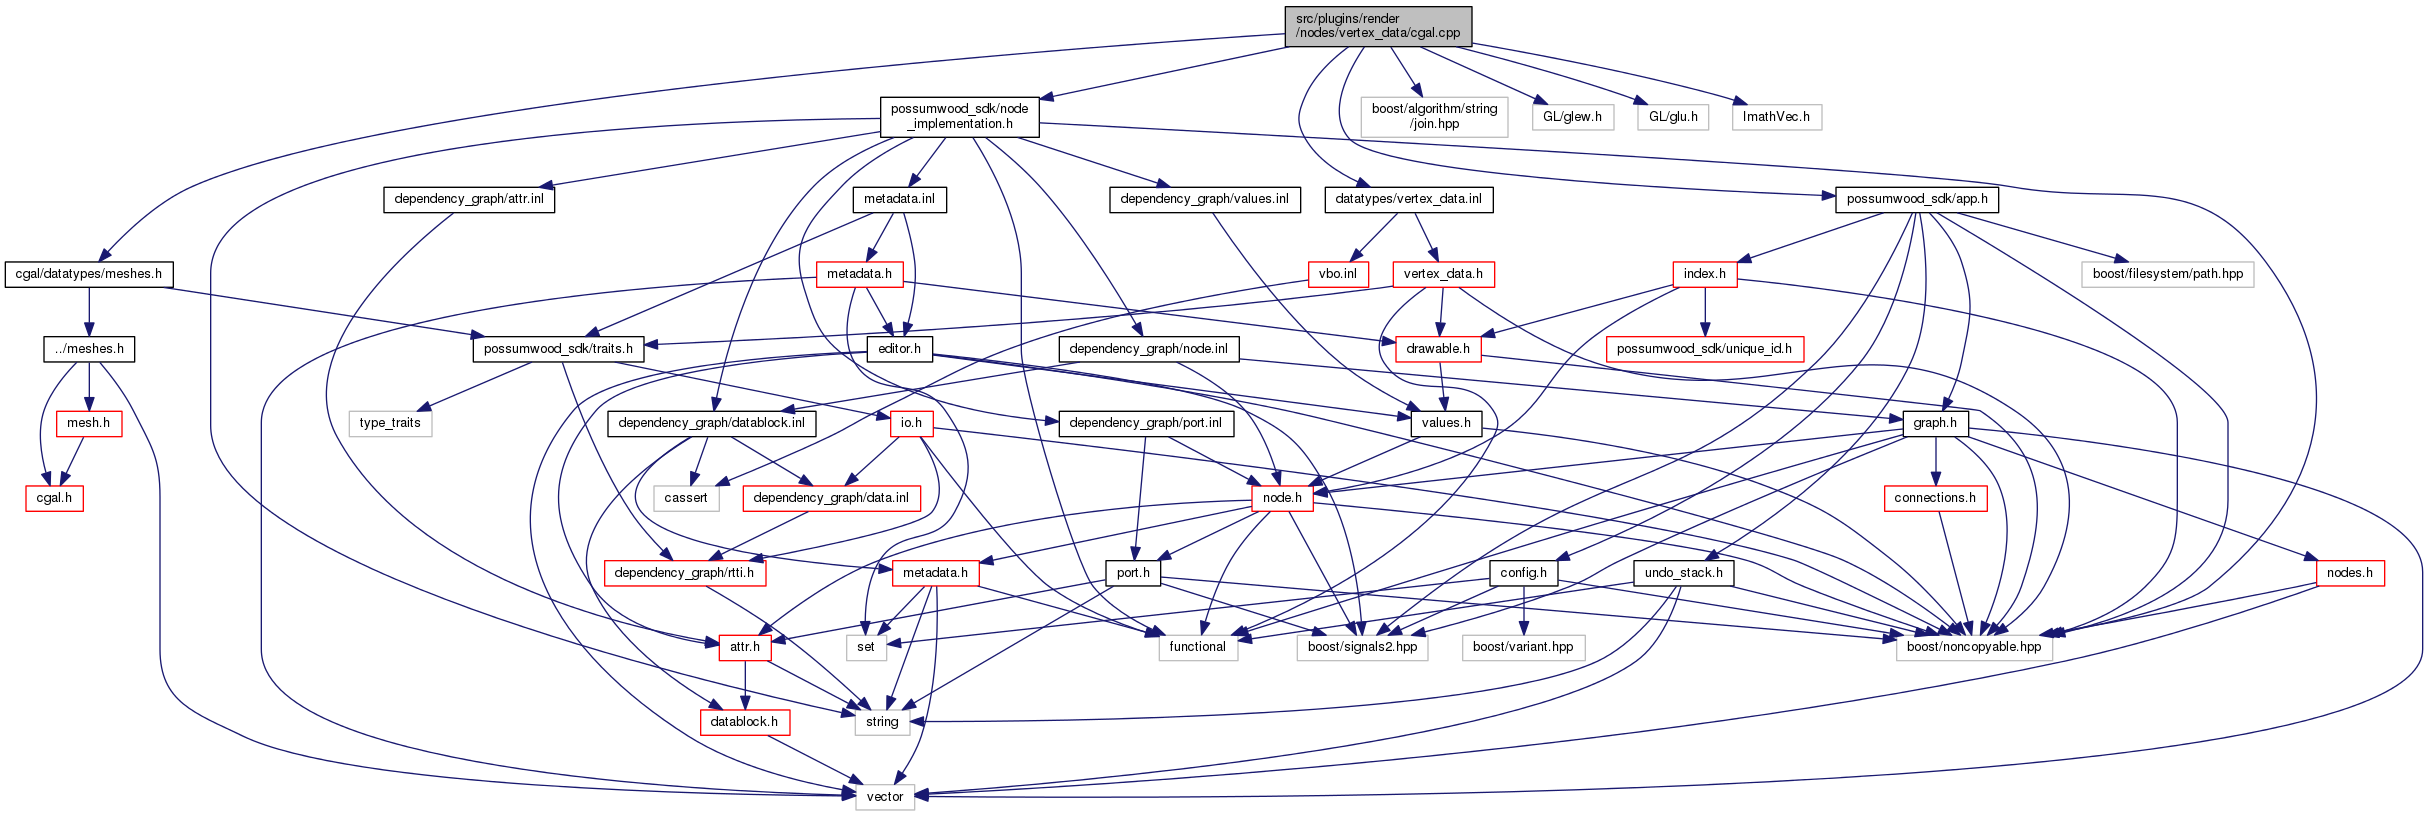 src/plugins/render
/nodes/vertex_data/cgal.cpp
possumwood_sdk/node
_implementation.h
boost/algorithm/string
/join.hpp
GL/glew.h
GL/glu.h
ImathVec.h
dependency_graph/attr.inl
metadata.inl
dependency_graph/values.inl
datatypes/vertex_data.inl
possumwood_sdk/app.h
cgal/datatypes/meshes.h
metadata.h
vbo.inl
vertex_data.h
index.h
boost/filesystem/path.hpp
../meshes.h
possumwood_sdk/traits.h
editor.h
dependency_graph/node.inl
drawable.h
possumwood_sdk/unique_id.h
mesh.h
type_traits
dependency_graph/datablock.inl
io.h
dependency_graph/port.inl
values.h
graph.h
cgal.h
cassert
dependency_graph/data.inl
node.h
connections.h
dependency_graph/rtti.h
metadata.h
port.h
config.h
undo_stack.h
nodes.h
attr.h
set
functional
boost/signals2.hpp
boost/variant.hpp
boost/noncopyable.hpp
datablock.h
string
vector